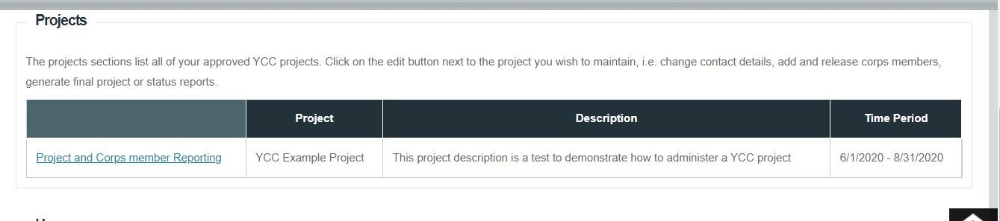 Projects
The projects sections list all of your approved YCC projects. Click on the edit button next to the project you wish to maintain, i.e. change contact details, add and release corps members,
generate final project or status reports.
Project Description Time Period
Project and Corps member Reporting YCC Example Project This project description is a test to demonstrate how to administer a YCC project 6/1/2020 - 8/31/2020